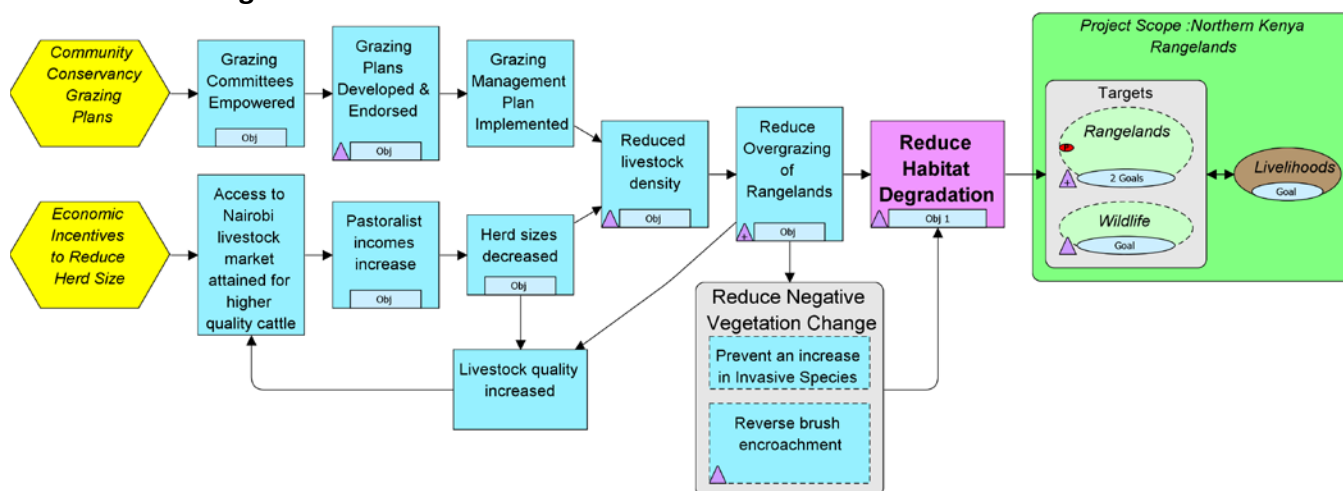 Community
Conservancy
Grazing
Plans
Grazing
Committees
Empowered
Obj
Grazing
Plans
Developed &
Endorsed
Obj
Grazing
Management
Plan
Implemented
Economic
Incentives
to Reduce
Herd Size
Access to
Nairobi
livestock
market
attained for
higher
quality cattle
Pastoralist
incomes
increase
Obj
Herd sizes
decreased
Obj
Livestock quality
increased
Reduced
livestock
density
Obj
Reduce
Overgrazing
of
Rangelands
+
Obj
Reduce Negative
Vegetation Change
Prevent an increase
in Invasive Species
Reverse brush
encroachment
Reduce
Habitat
Degradation
Obj 1
Project Scope :Northern Kenya
Rangelands
Targets
Rangelands
+
2 Goals
Wildlife
Goal
Livelihoods
Goal